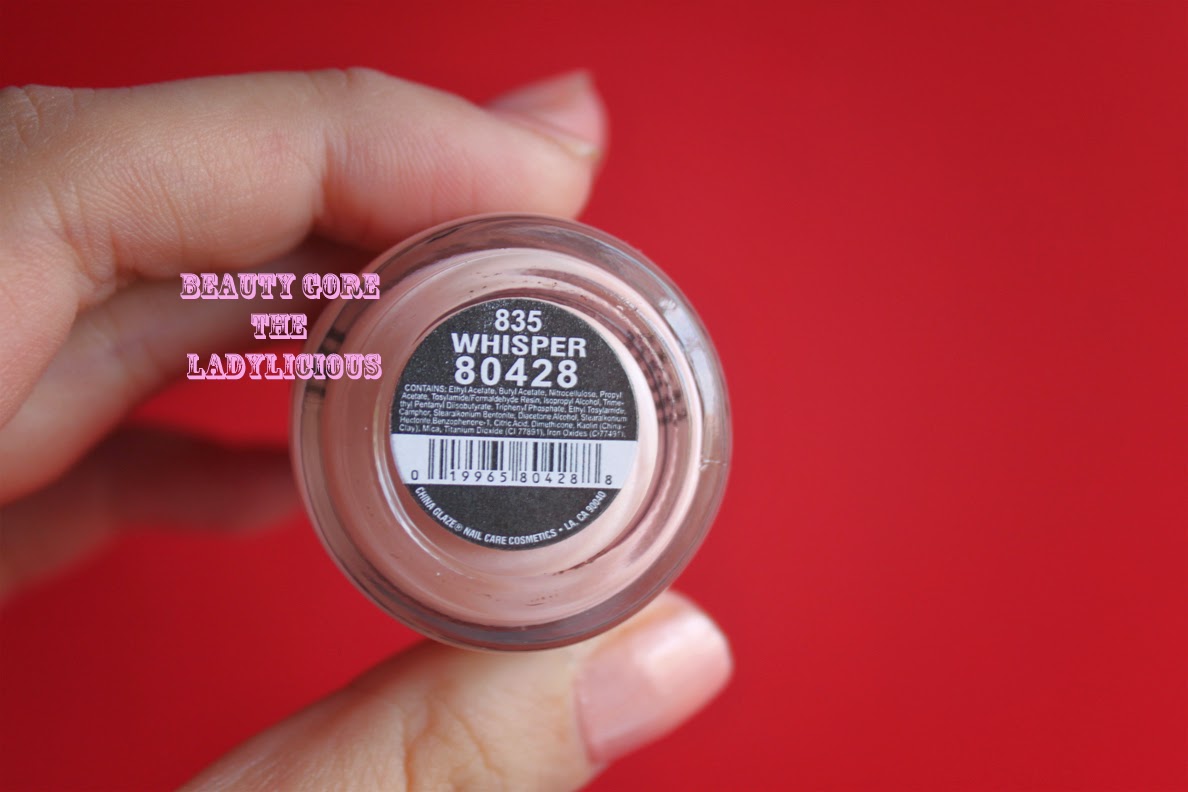 BEAUTY GORE
THE
LADYLICIOUS
835
WHISPER
80428
CONTAINS: Ethyl Acetate, Butyl Acetate, Nitrocellulose, Propyl
Acetate, Tosylamide/Formaldehyde Resin, Isopropyl Alcohol, Trime-
thyl Pentanyl Diisobutyrate, Triphenyl Phosphate, Ethyl Tosylamide,
Camphor, Stearalkonium Bentonite, Diacetone Alcohol, Stearalkonium
Hectorite, Benzophenone-1, Citric Acid, Dimethicone, Kaolin (China
Clay), Mica, Titanium Dioxide (CI 77891), Iron Oxides (CI 77491),
0 19965 80428 8
CHINA GLAZE® NAIL CARE COSMETICS • LA, CA 90040